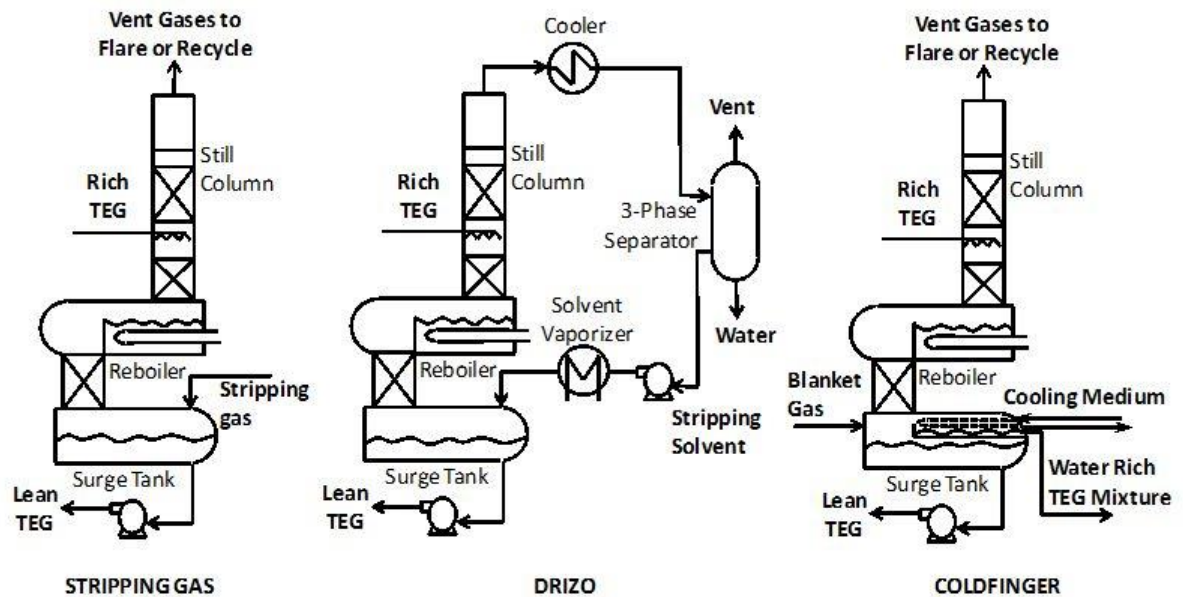 Vent Gases to
Flare or Recycle
Still
Column
Rich
TEG
Reboiler
Stripping
gas
Surge Tank
Lean
TEG
STRIPPING GAS
Cooler
Vent
Still
Column
Rich
TEG
3-Phase
Separator
Solvent
Vaporizer
Water
Reboiler
Stripping
Solvent
Surge Tank
Lean
TEG
DRIZO
Vent Gases to
Flare or Recycle
Still
Column
Rich
TEG
Reboiler
Blanket
Gas
Cooling Medium
Water Rich
TEG Mixture
Surge Tank
Lean
TEG
COLDFINGER